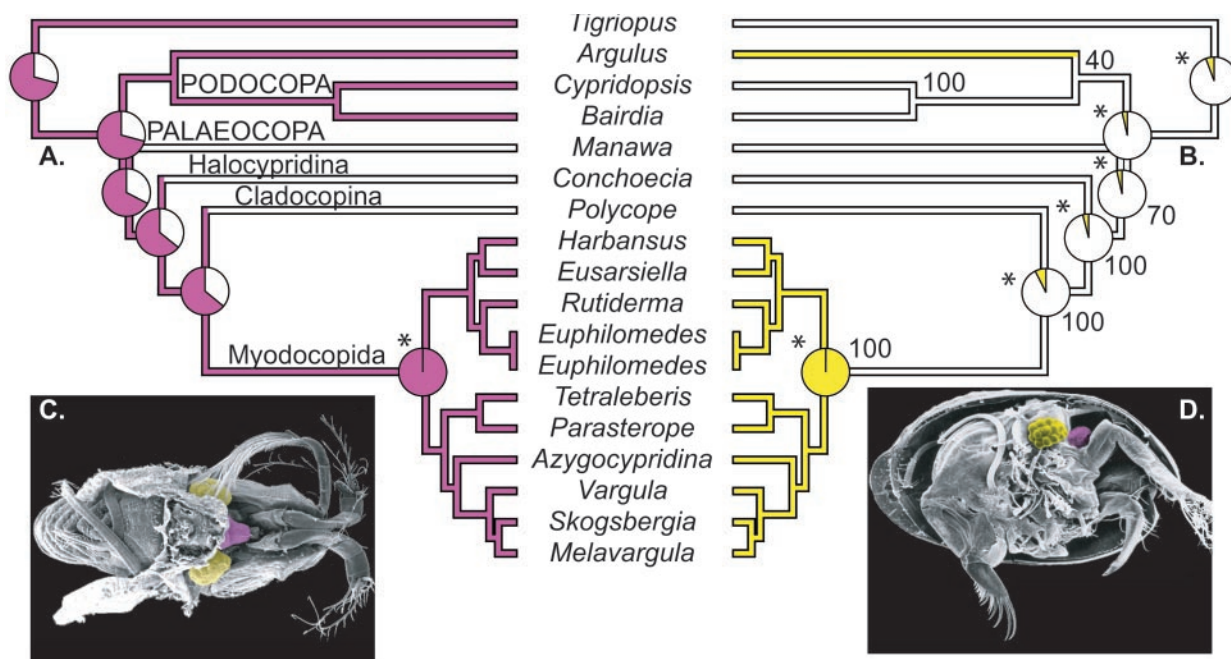 Tigriopus
Argulus
40
*
PODOCOPA
Cypridopsis
100
Bairdia
*
PALAEOCOPA
A.
Manawa
B.
Halocypridina
*
Conchoecia
Cladocopina
*
70
Polycope
Harbansus
*
100
Eusarsiella
Rutiderma
100
Euphilomedes
*
*
100
Myodocopida
Euphilomedes
C.
Tetraleberis
D.
Parasterope
Azygocypridina
Vargula
Skogsbergia
Melavargula